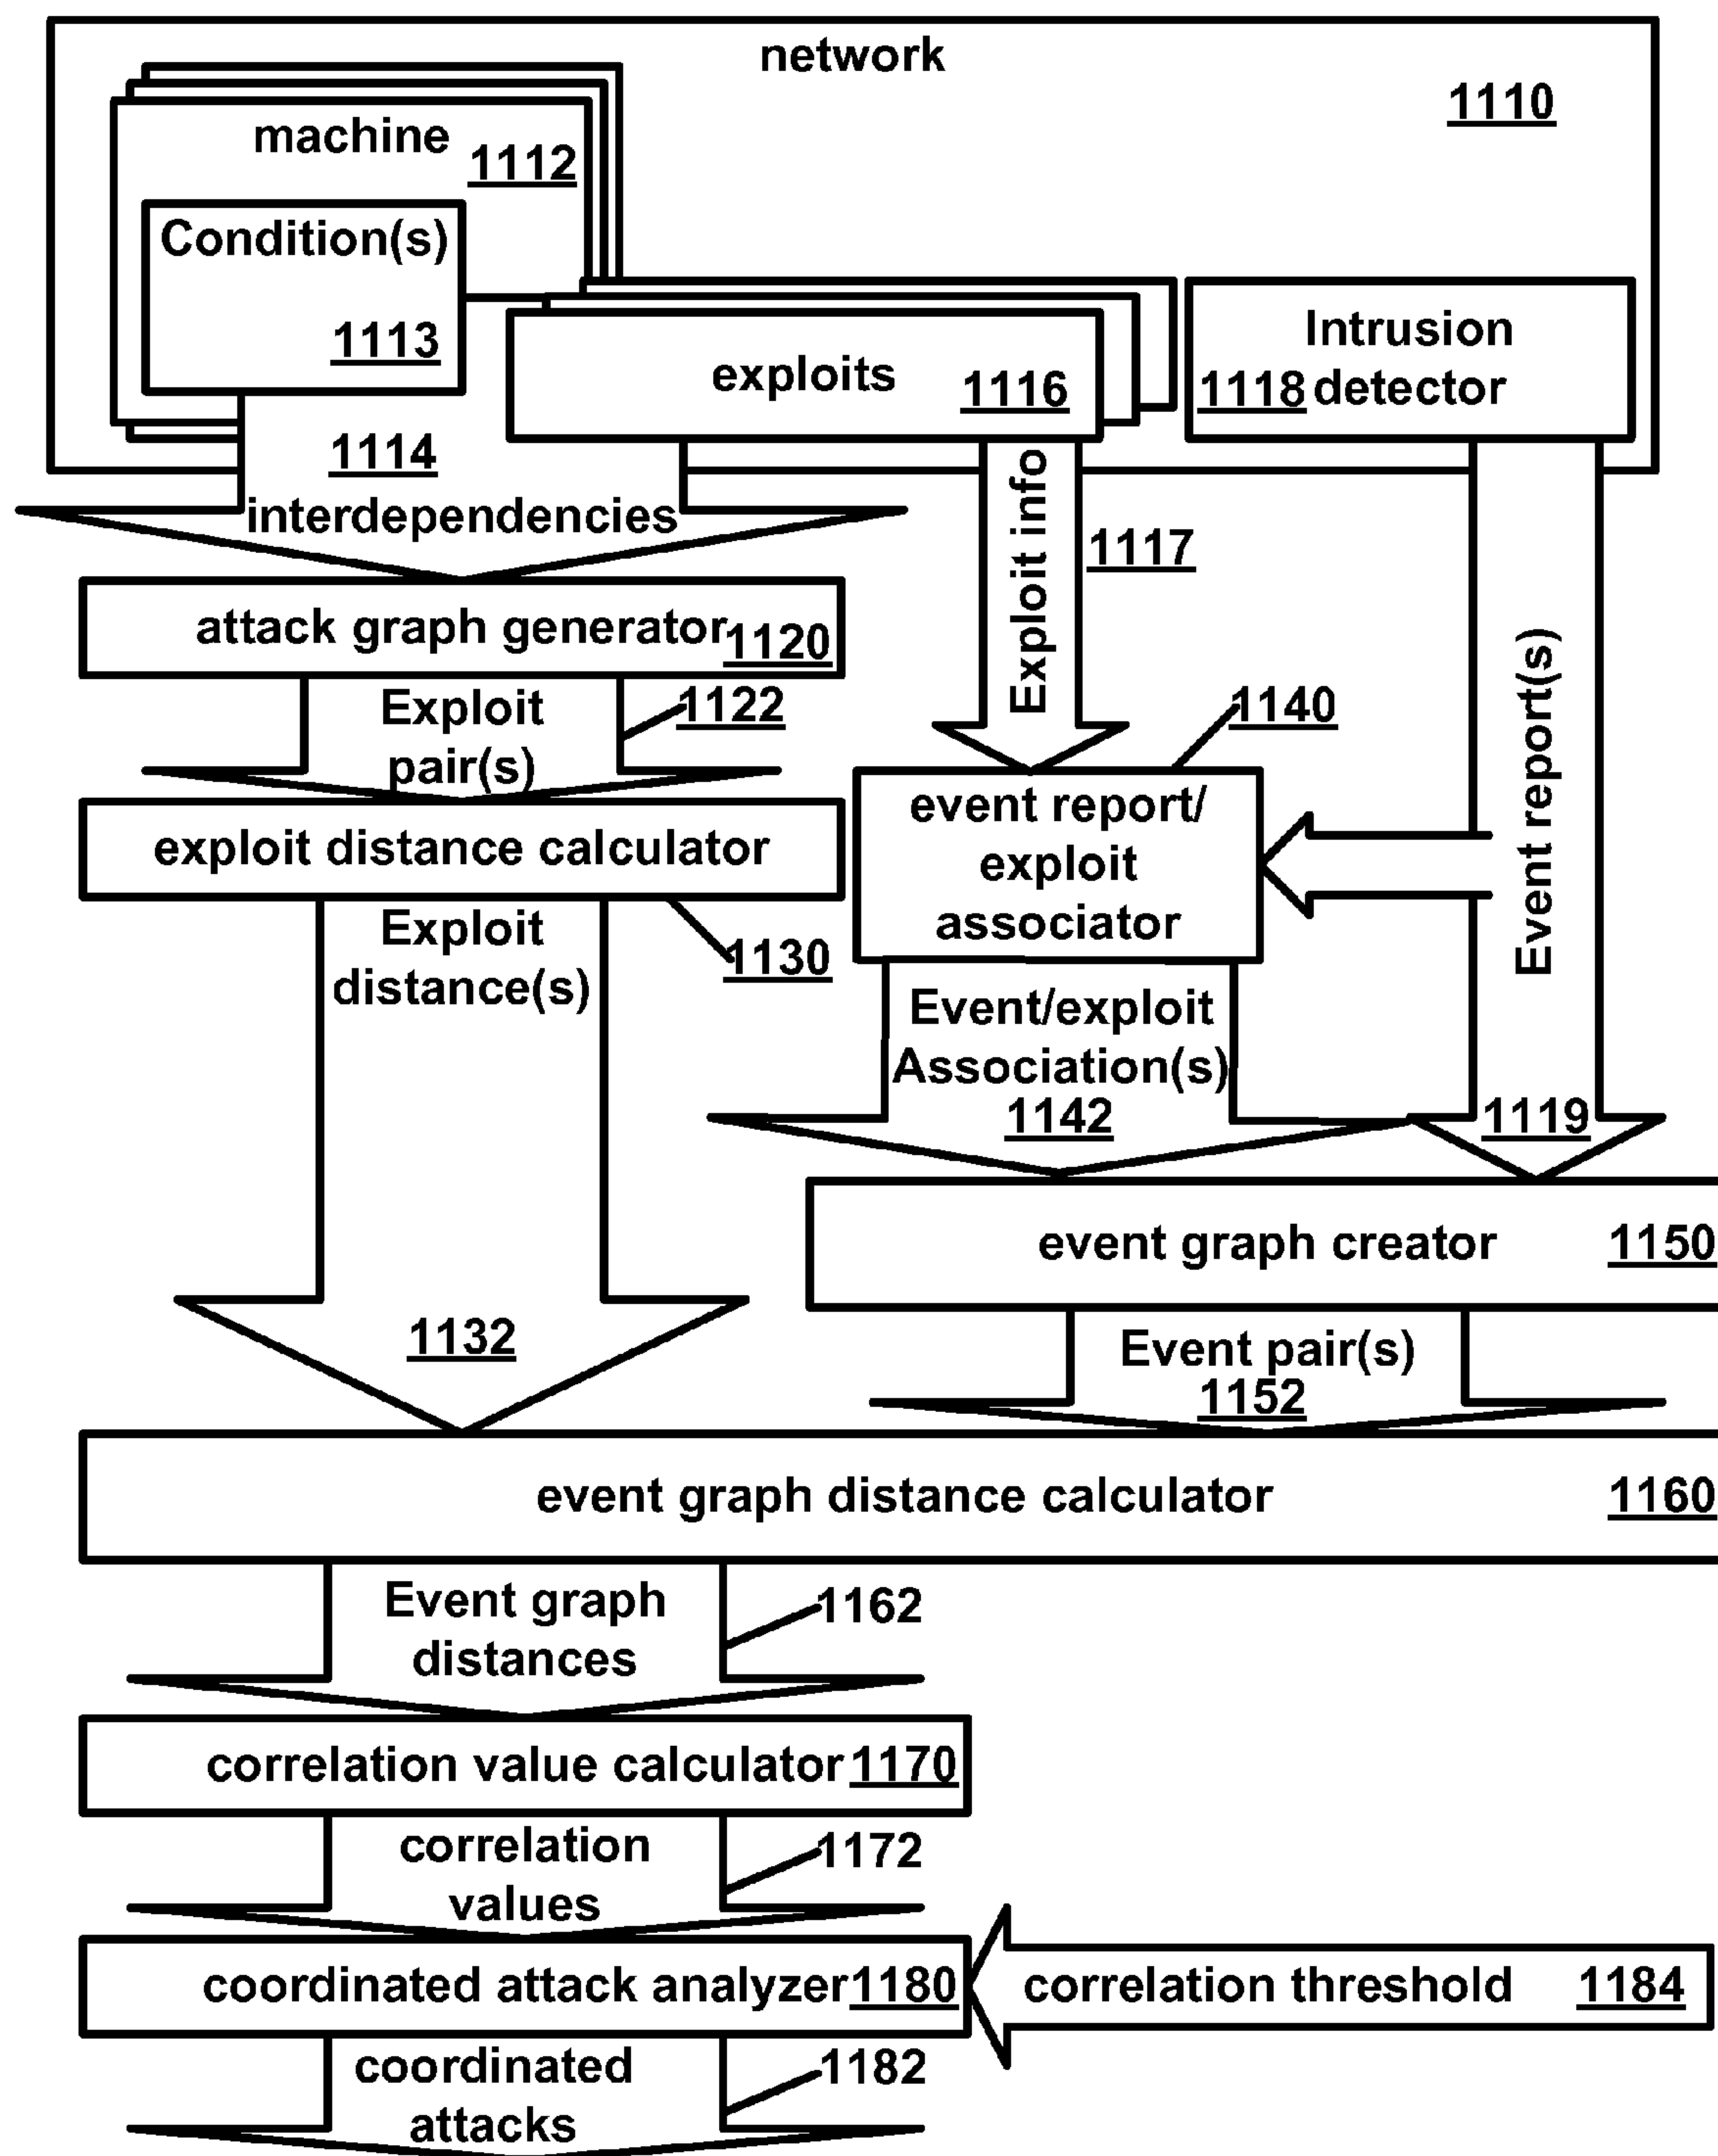 network
1110
machine
1112
Condition(s)
1113
exploits
1116
Intrusion
1118 detector
1114
interdependencies
Exploit info
1117
Event report(s)
attack graph generator 1120
Exploit
pair(s)
1122
1140
exploit distance calculator
1130
event report/
exploit
associator
Exploit
distance(s)
Event/exploit
Association(s)
1142
1119
event graph creator 1150
1132
Event pair(s)
1152
event graph distance calculator 1160
Event graph
distances
1162
correlation value calculator 1170
correlation
values
1172
coordinated attack analyzer 1180
correlation threshold 1184
coordinated
attacks
1182